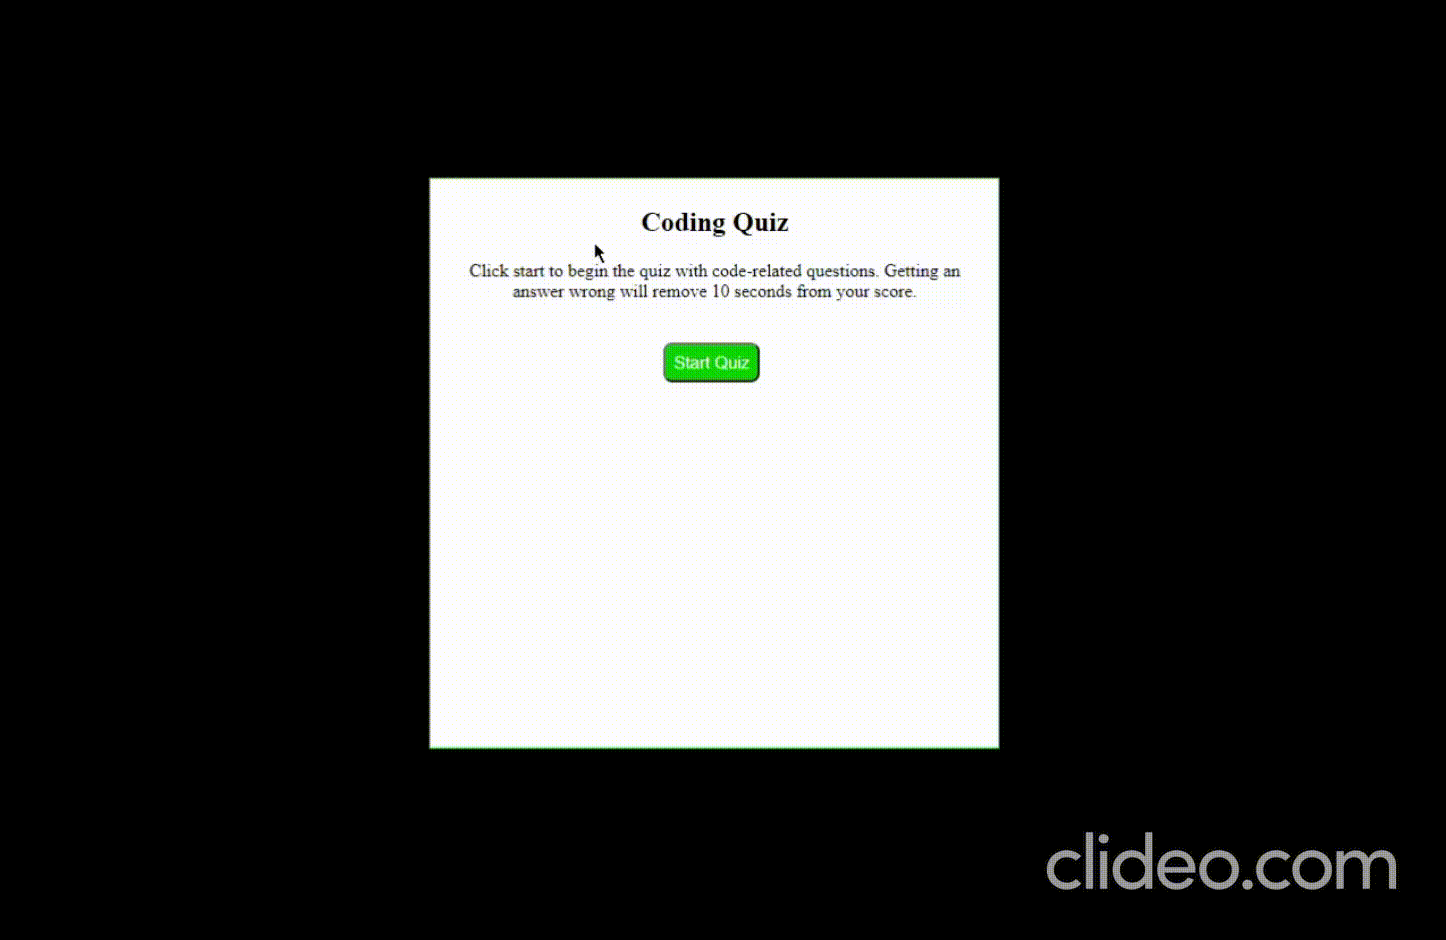 Coding Quiz
Click start to begin the quiz with code-related questions. Getting an
answer wrong will remove 10 seconds from your score.
Start Quiz
clideo.com